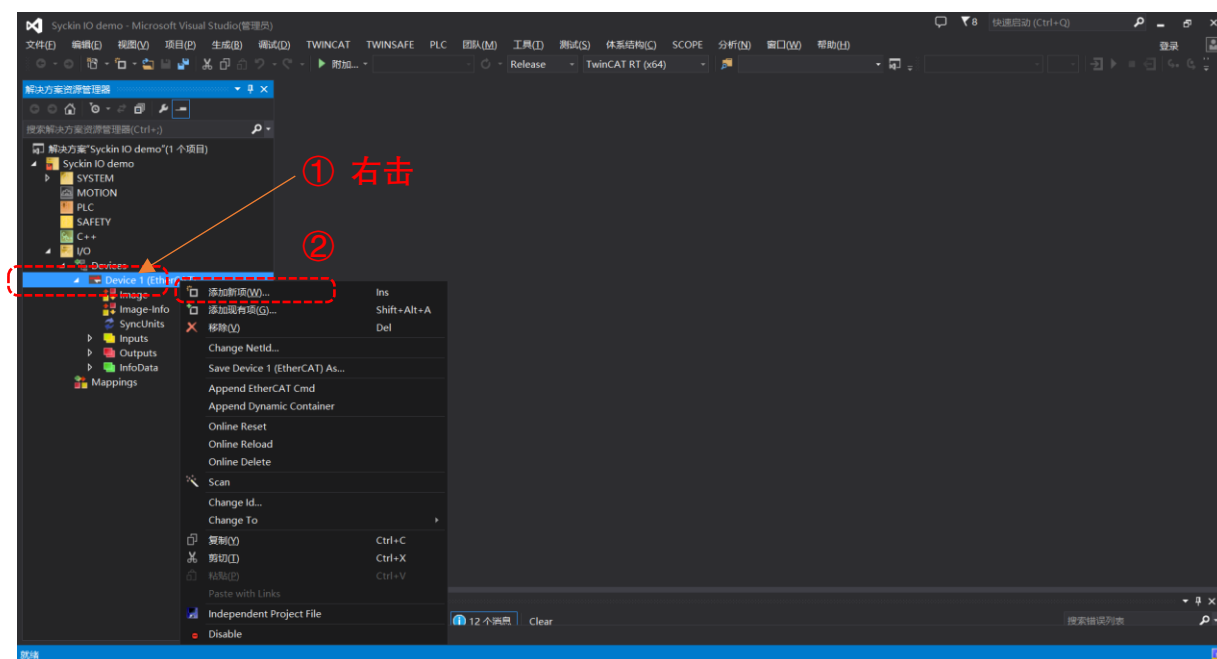 Syckin IO demo - Microsoft Visual Studio(管理员)
8 快速启动 (Ctrl+Q)
文件(F) 编辑(E) 视图(V) 项目(P) 生成(B) 调试(D) TWINCAT TWINSAFE PLC 团队(M) 工具(T) 测试(S) 体系结构(C) SCOPE 分析(N) 窗口(W) 帮助(H) 登录
附加... Release TwinCAT RT (x64)
解决方案资源管理器
搜索解决方案资源管理器(Ctrl+;)
解决方案"Syckin IO demo"(1 个项目)
Syckin IO demo
SYSTEM
MOTION
PLC
SAFETY
C++
I/O
Devices
Device 1 (EtherCAT)
Image
Image-Info
SyncUnits
Inputs
Outputs
InfoData
Mappings
① 右击
②
添加新项(W)... Ins
添加现有项(G)... Shift+Alt+A
移除(V) Del
Change NetId...
Save Device 1 (EtherCAT) As...
Append EtherCAT Cmd
Append Dynamic Container
Online Reset
Online Reload
Online Delete
Scan
Change Id...
Change To
复制(Y) Ctrl+C
剪切(T) Ctrl+X
粘贴(P) Ctrl+V
Paste with Links
Independent Project File
Disable
12 个消息 Clear 搜索错误列表
就绪